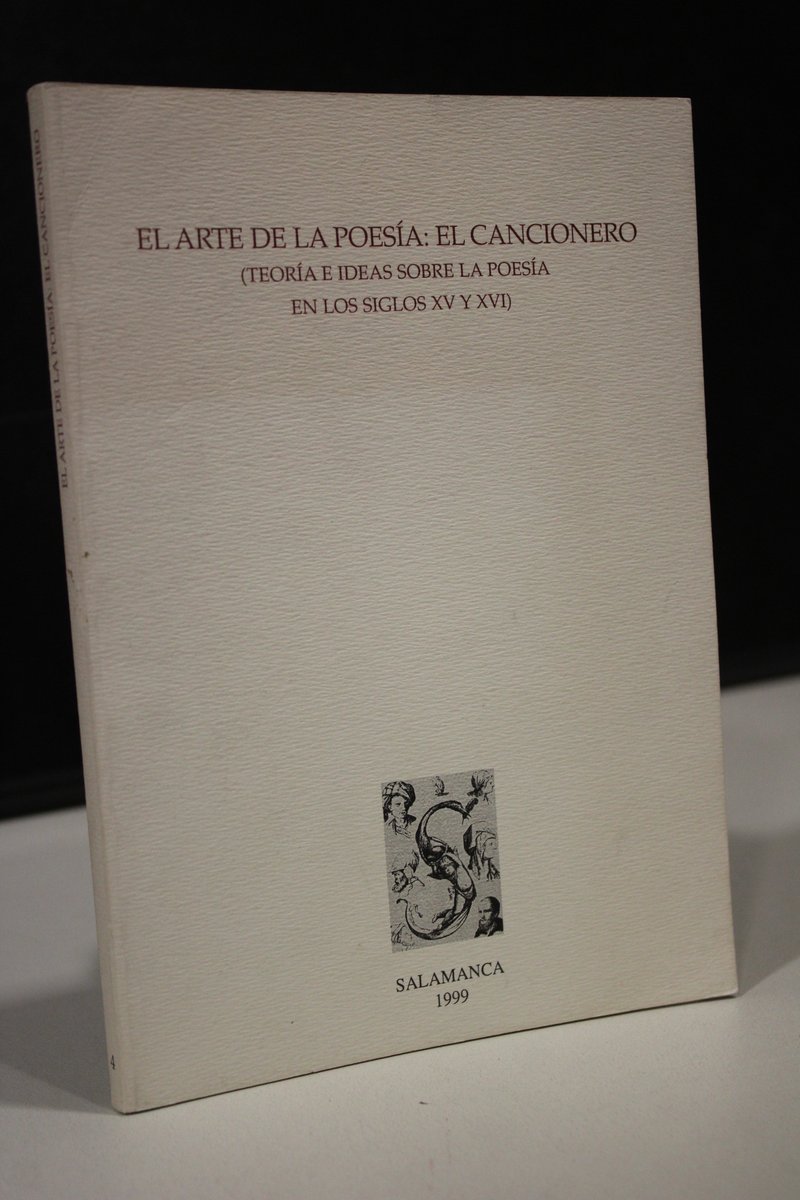 EL ARTE DE LA POESÍA: EL CANCIONERO
(TEORÍA E IDEAS SOBRE LA POESÍA
EN LOS SIGLOS XV Y XVI)
SALAMANCA
1999
EL ARTE DE LA POESÍA: EL CANCIONERO
4